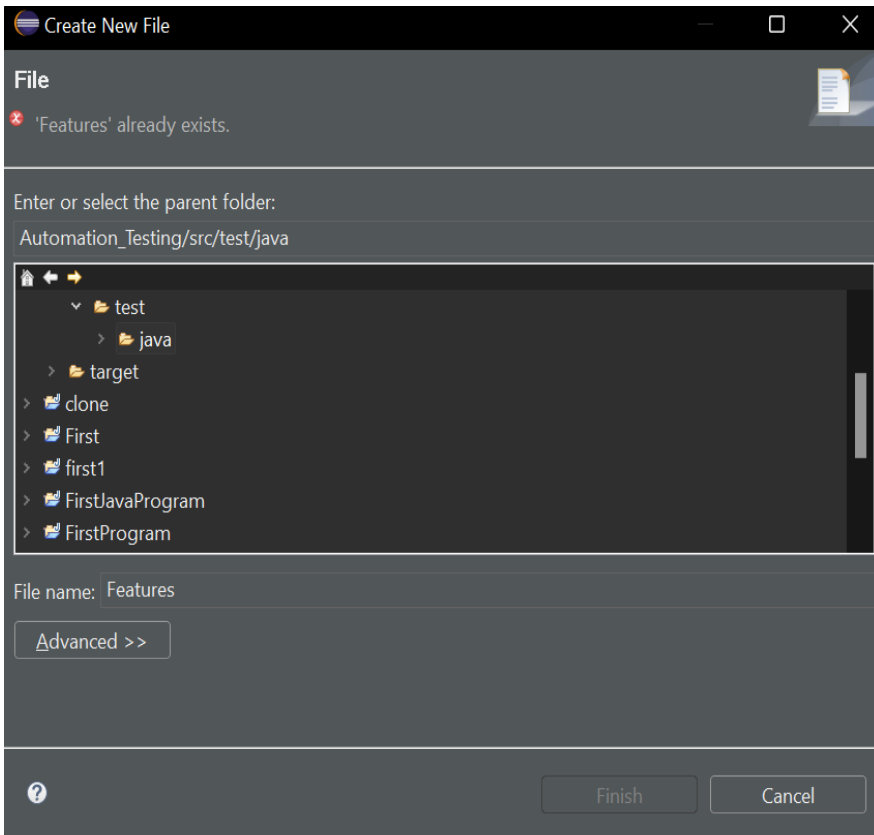 Create New File
File
'Features' already exists.
Enter or select the parent folder:
Automation_Testing/src/test/java
test
java
target
clone
First
first1
FirstJavaProgram
FirstProgram
File name: Features
Advanced >>
Finish Cancel